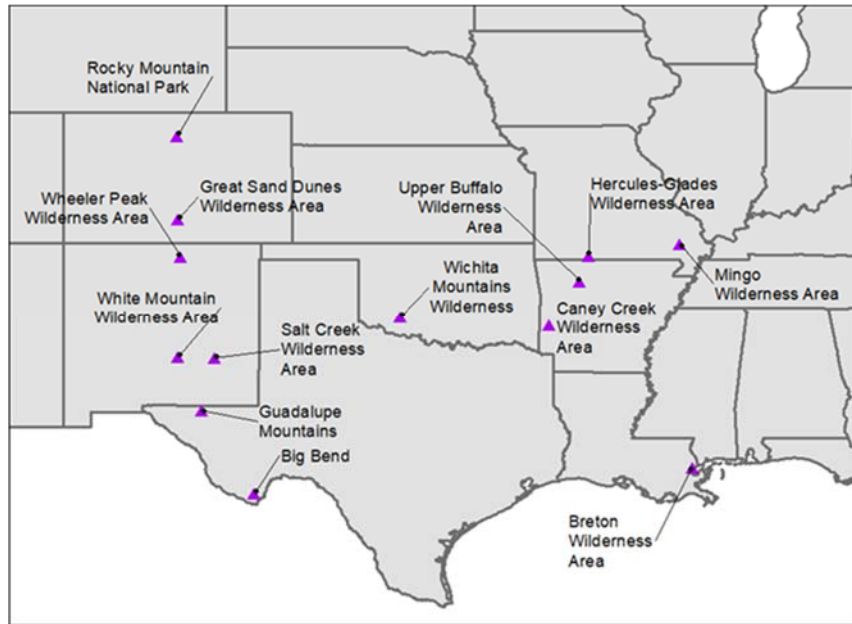 Rocky Mountain
National Park
Great Sand Dunes
Wilderness Area
Wheeler Peak
Wilderness Area
Upper Buffalo
Wilderness
Area
Hercules-Glades
Wilderness Area
Wichita
Mountains
Wilderness
Mingo
Wilderness Area
White Mountain
Wilderness Area
Caney Creek
Wilderness
Area
Salt Creek
Wilderness
Area
Guadalupe
Mountains
Big Bend
Breton
Wilderness
Area